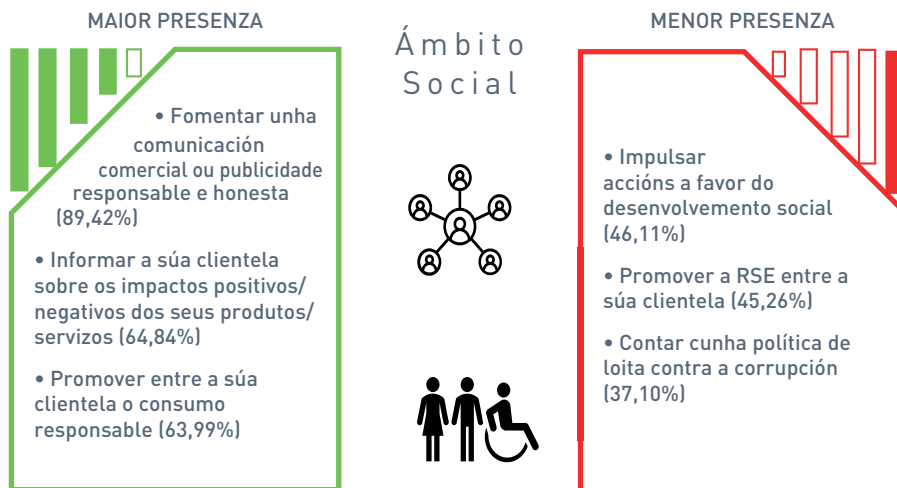 MAIOR PRESENZA
• Fomentar unha
comunicación
comercial ou publicidade
responsable e honesta
(89,42%)
• Informar a súa clientela
sobre os impactos positivos/
negativos dos seus produtos/
servizos (64,84%)
• Promover entre a súa
clientela o consumo
responsable (63,99%)
Ámbito
Social
MENOR PRESENZA
• Impulsar
accións a favor do
desenvolvemento social
(46,11%)
• Promover a RSE entre a
súa clientela (45,26%)
• Contar cunha política de
loita contra a corrupción
(37,10%)